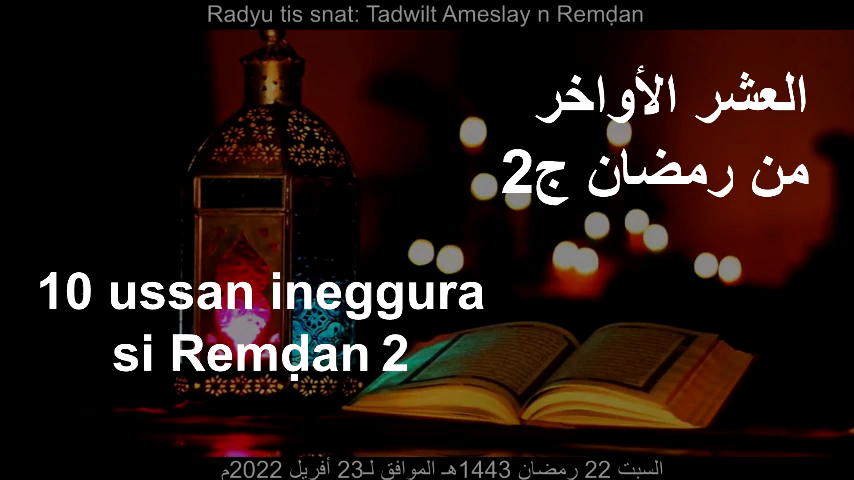 Radyu tis snat: Tadwilt Ameslay n Remḍan
العشر الأواخر
من رمضان ج2
10 ussan ineggura
si Remḍan 2
السبت 22 رمضان 1443هـ الموافق لـ23 أفريل 2022م